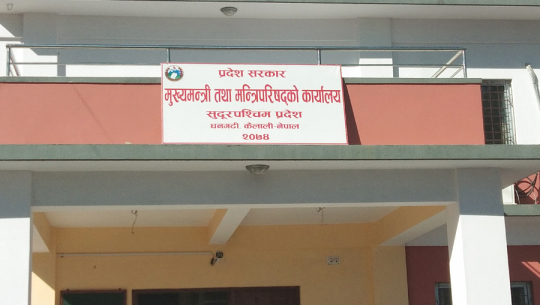 प्रदेश सरकार
मुख्यमन्त्री तथा मन्त्रिपरिषद्को कार्यालय
सुदूरपश्चिम प्रदेश
धनगढी, कैलाली-नेपाल
२०७४